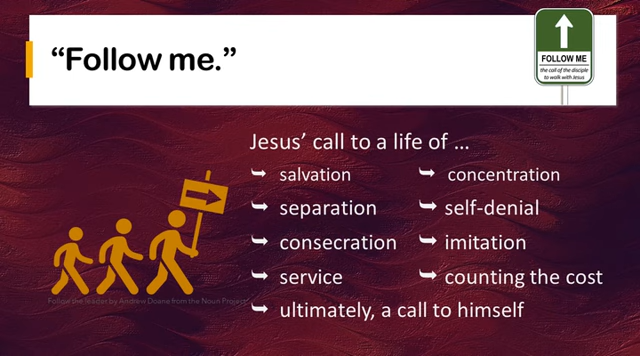 “Follow me.”
FOLLOW ME
the call of the disciple
to walk with Jesus
Jesus’ call to a life of …
salvation
concentration
separation
self-denial
consecration
imitation
service
counting the cost
ultimately, a call to himself
Follow the leader by Andrew Doane from the Noun Project